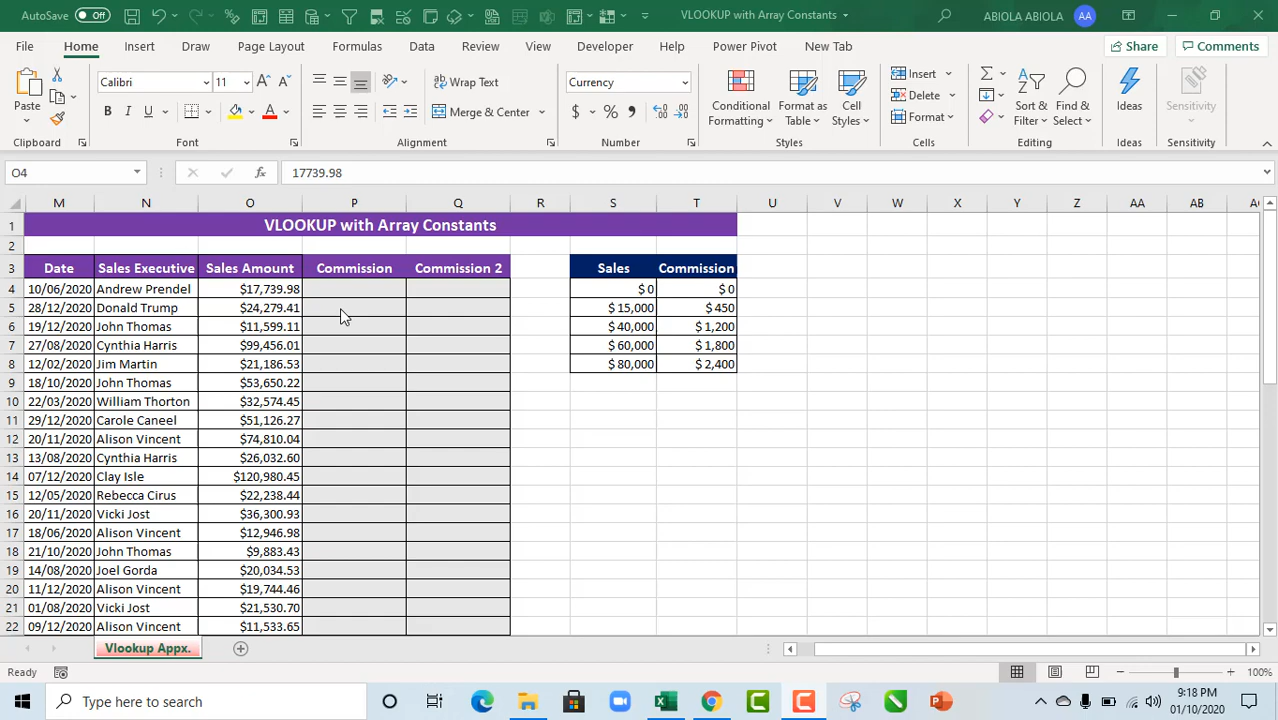 AutoSave Off VLOOKUP with Array Constants ABIOLA ABIOLA AA
File Home Insert Draw Page Layout Formulas Data Review View Developer Help Power Pivot New Tab Share Comments
Paste Calibri 11 A A Wrap Text Currency Conditional Formatting Format as Table Cell Styles Insert Sort & Filter Find & Select Ideas Sensitivity
B I U A Merge & Center $ % Delete
Format
Clipboard Font Alignment Number Styles Cells Editing Ideas Sensitivity
O4 fx 17739.98
M N O P Q R S T U V W X Y Z AA AB
1 VLOOKUP with Array Constants
2
3 Date Sales Executive Sales Amount Commission Commission 2 Sales Commission
4 10/06/2020 Andrew Prendel $17,739.98 $ 0 $ 0
5 28/12/2020 Donald Trump $24,279.41 $ 15,000 $ 450
6 19/12/2020 John Thomas $11,599.11 $ 40,000 $ 1,200
7 27/08/2020 Cynthia Harris $99,456.01 $ 60,000 $ 1,800
8 12/02/2020 Jim Martin $21,186.53 $ 80,000 $ 2,400
9 18/10/2020 John Thomas $53,650.22
10 22/03/2020 William Thorton $32,574.45
11 29/12/2020 Carole Caneel $51,126.27
12 20/11/2020 Alison Vincent $74,810.04
13 13/08/2020 Cynthia Harris $26,032.60
14 07/12/2020 Clay Isle $120,980.45
15 12/05/2020 Rebecca Cirus $22,238.44
16 20/11/2020 Vicki Jost $36,300.93
17 18/06/2020 Alison Vincent $12,946.98
18 21/10/2020 John Thomas $9,883.43
19 14/08/2020 Joel Gorda $20,034.53
20 11/12/2020 Alison Vincent $19,744.46
21 01/08/2020 Vicki Jost $21,530.70
22 09/12/2020 Alison Vincent $11,533.65
Vlookup Appx.
Ready 100%
Type here to search 9:18 PM
01/10/2020